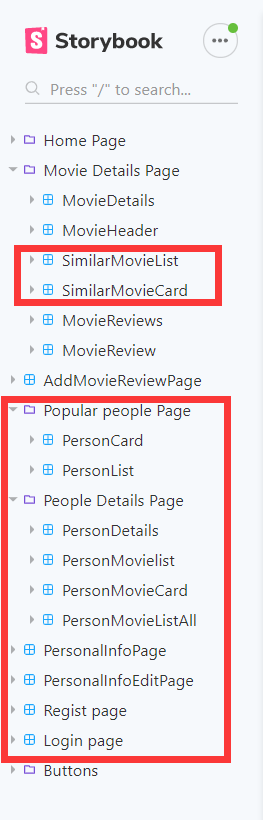 Storybook
Press "/" to search...
Home Page
Movie Details Page
MovieDetails
MovieHeader
SimilarMovieList
SimilarMovieCard
MovieReviews
MovieReview
AddMovieReviewPage
Popular people Page
PersonCard
PersonList
People Details Page
PersonDetails
PersonMovielist
PersonMovieCard
PersonMovieListAll
PersonalInfoPage
PersonalInfoEditPage
Regist page
Login page
Buttons